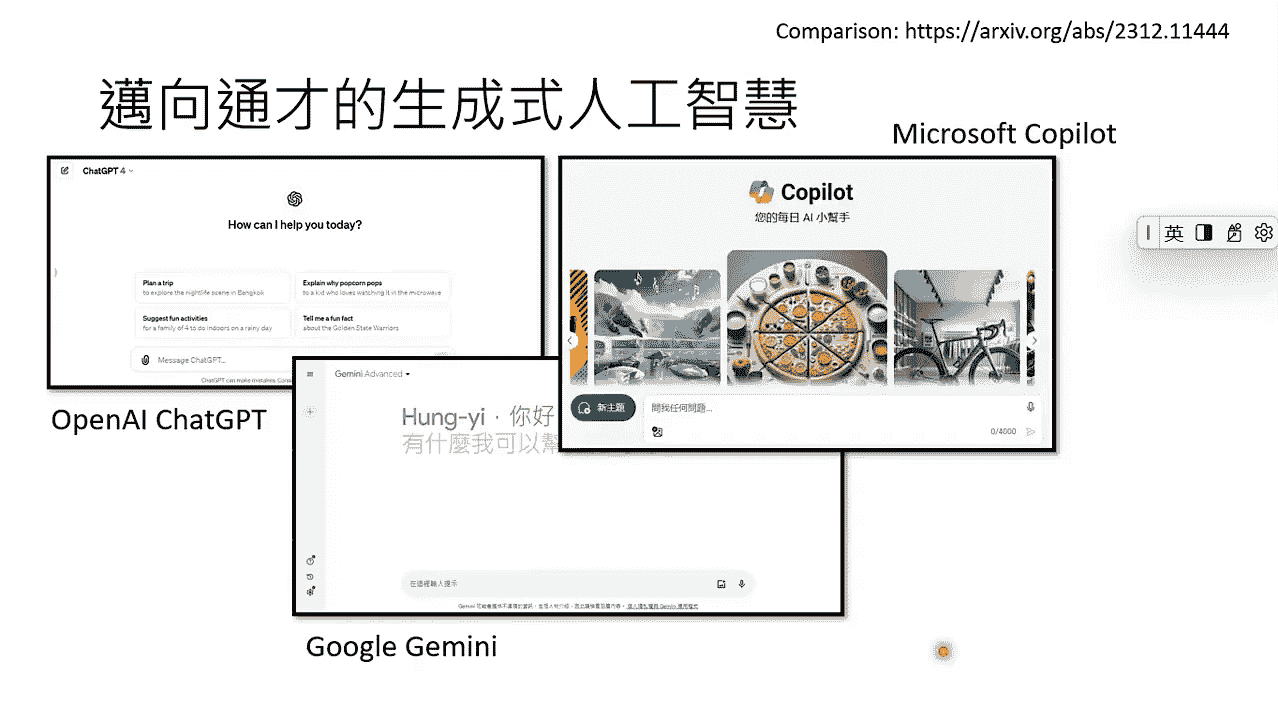 Comparison: https://arxiv.org/abs/2312.11444
邁向通才的生成式人工智慧
Microsoft Copilot
ChatGPT 4
How can I help you today?
Plan a trip
to explore the nightlife scene in Bangkok
Explain why popcorn pops
to a kid who loves watching it in the microwave
Suggest fun activities
for a family of 4 to do indoors on a rainy day
Tell me a fun fact
about the Golden State Warriors
Message ChatGPT...
ChatGPT can make mistakes.
OpenAI ChatGPT
Copilot
您的每日 AI 小幫手
新主題
問我任何問題...
0/4000
英
Gemini Advanced
Hung-yi，你好
有什麼我可以幫
在這裡輸入提示
Google Gemini